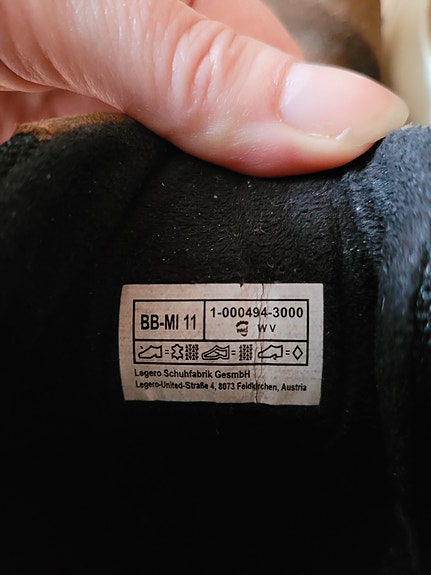 BB-MI 11
1-000494-3000
WV
= = =
Legero Schuhfabrik GesmbH
Legero-United-Straße 4, 8073 Feldkirchen, Austria